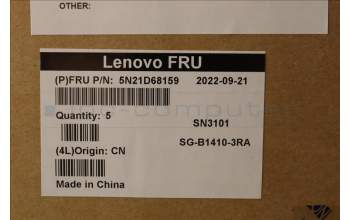 OTHER:
Lenovo FRU
(P)FRU P/N: 5N21D68159 2022-09-21
Quantity: 5
SN3101
SG-B1410-3RA
(4L)Origin: CN
Made in China